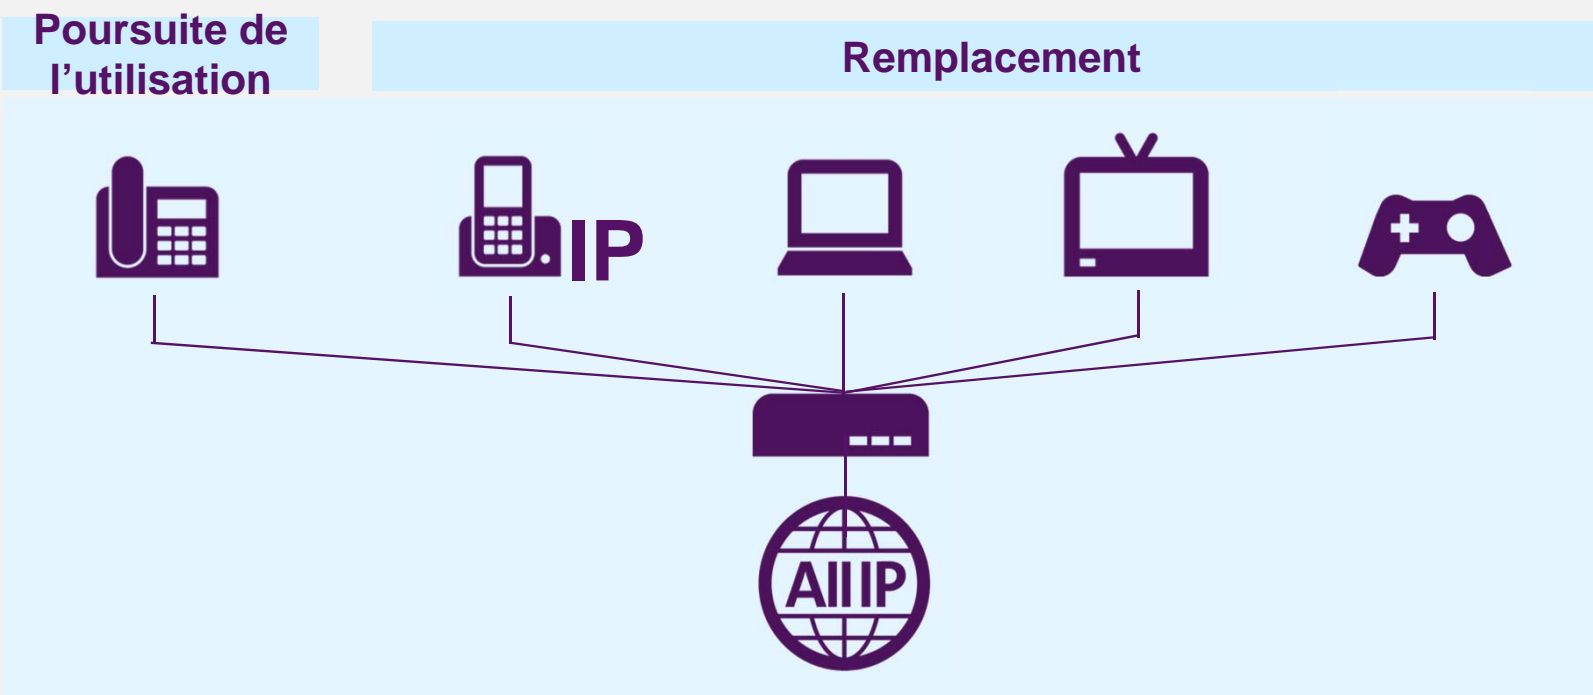 Poursuite de
l’utilisation
Remplacement
IP
All IP